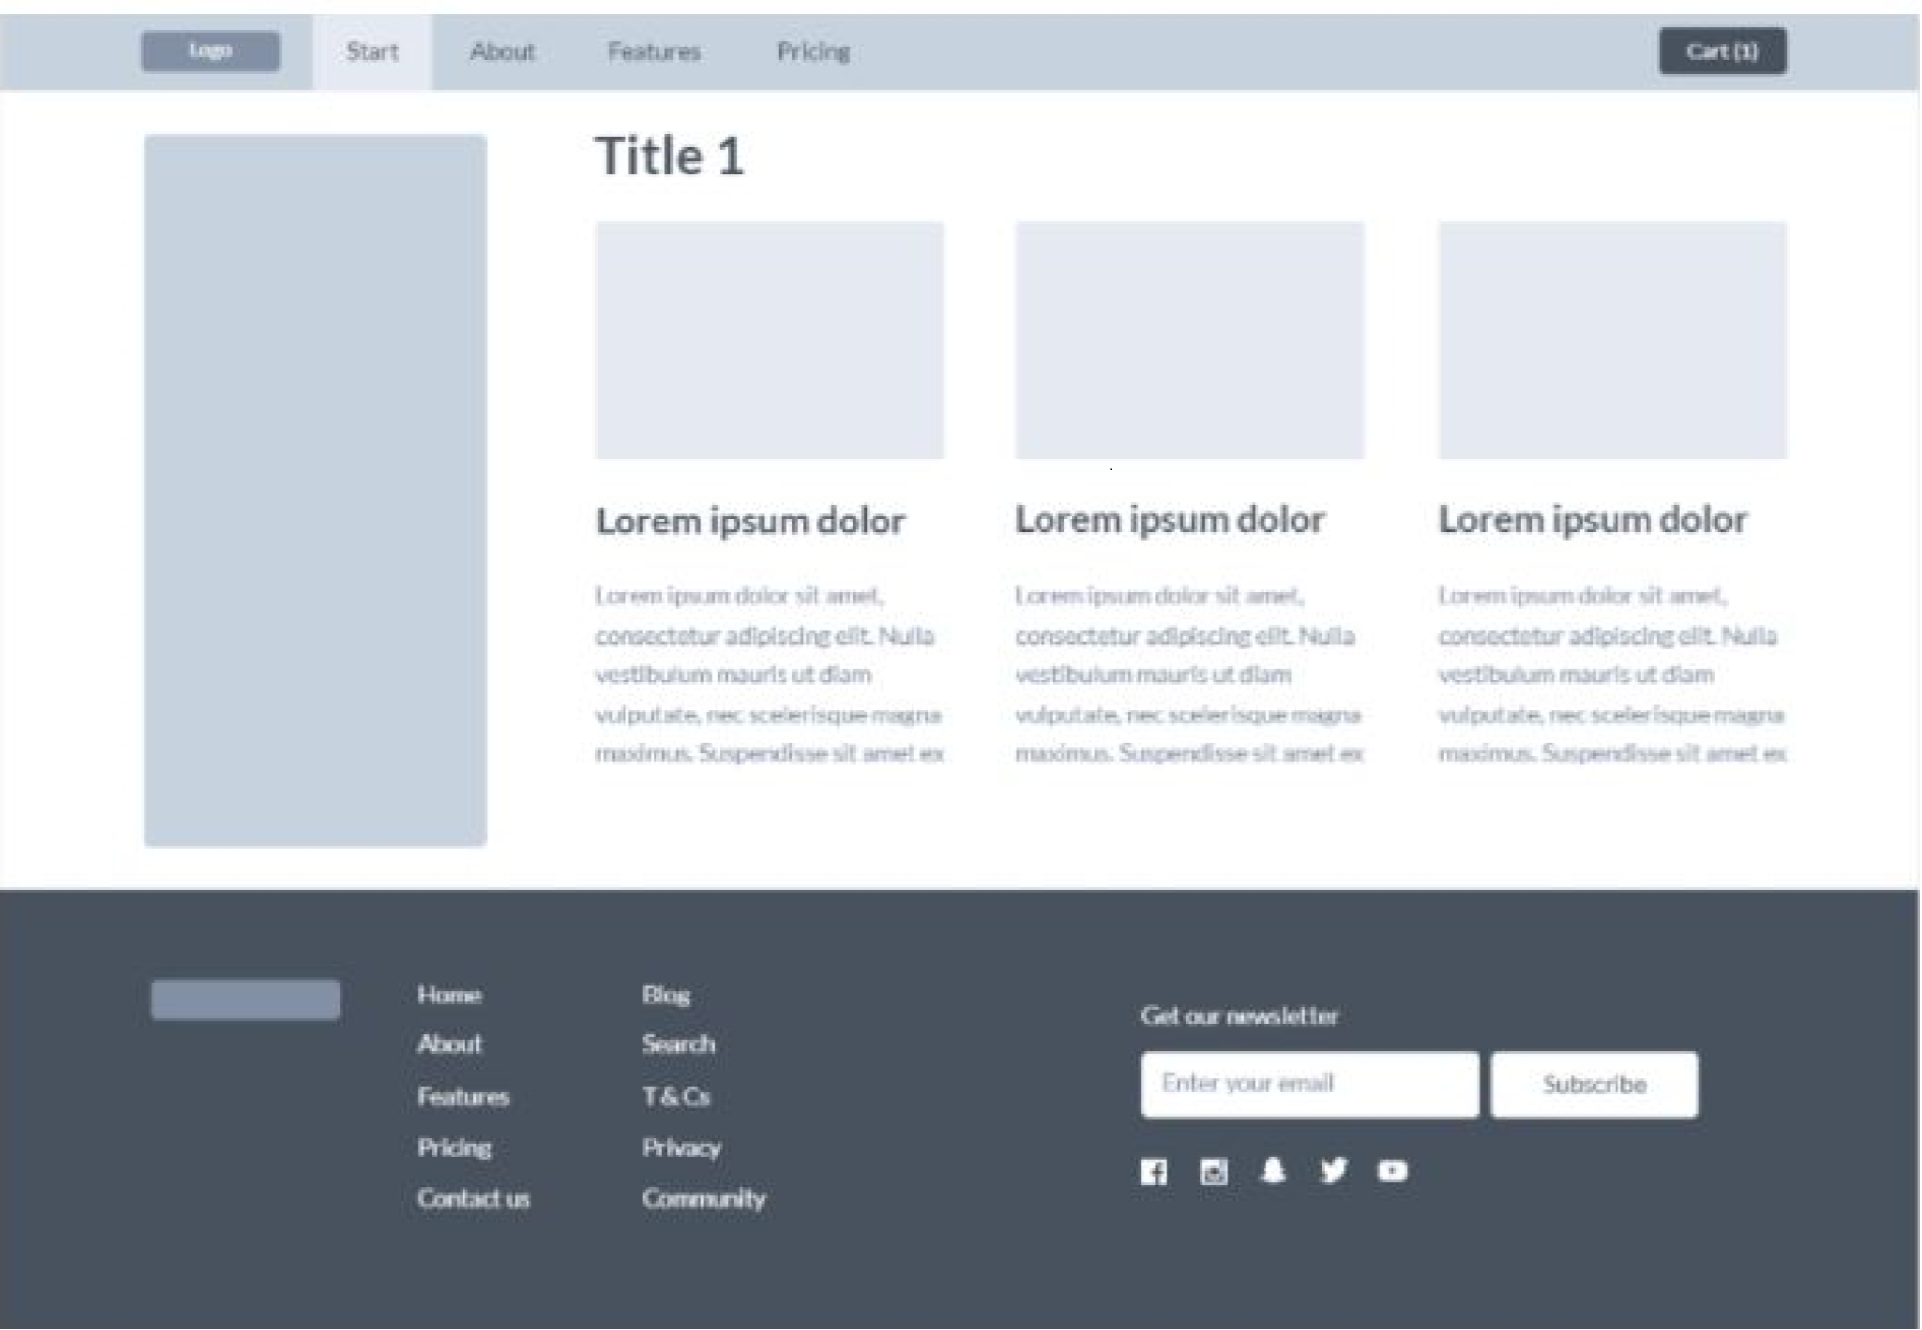 Logo
Start
About
Features
Pricing
Cart (1)
Title 1
Lorem ipsum dolor
Lorem ipsum dolor sit amet,
consectetur adipiscing elit. Nulla
vestibulum mauris ut diam
vulputate, nec scelerisque magna
maximus. Suspendisse sit amet ex
Lorem ipsum dolor
Lorem ipsum dolor sit amet,
consectetur adipiscing elit. Nulla
vestibulum mauris ut diam
vulputate, nec scelerisque magna
maximus. Suspendisse sit amet ex
Lorem ipsum dolor
Lorem ipsum dolor sit amet,
consectetur adipiscing elit. Nulla
vestibulum mauris ut diam
vulputate, nec scelerisque magna
maximus. Suspendisse sit amet ex
Home
About
Features
Pricing
Contact us
Blog
Search
T & Cs
Privacy
Community
Get our newsletter
Enter your email
Subscribe